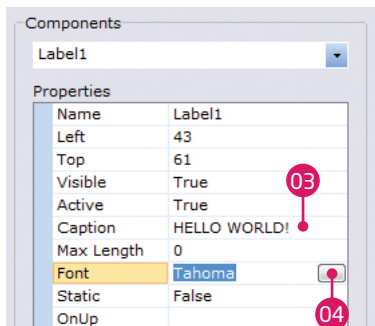 Components
Label1
Properties
Name Label1
Left 43
Top 61
Visible True
Active True
03
Caption HELLO WORLD!
Max Length 0
Font Tahoma
Static False
04
OnUp